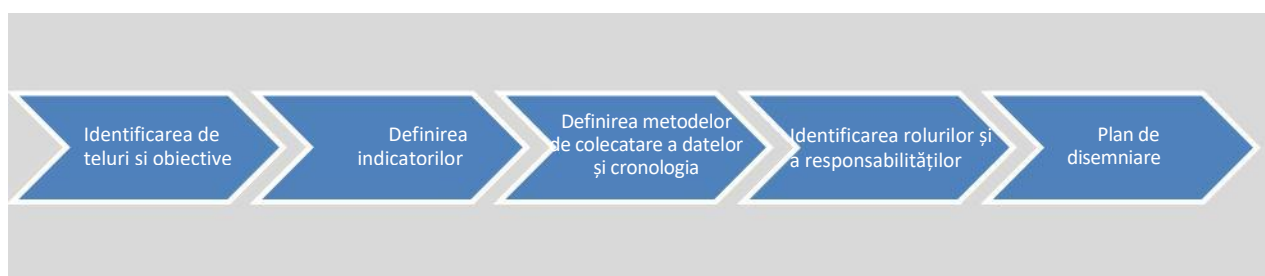 Identificarea de
teluri si obiective
Definirea
indicatorilor
Definirea metodelor
de colecatare a datelor
și cronologia
Identificarea rolurilor și
a responsabilităților
Plan de
disemniare